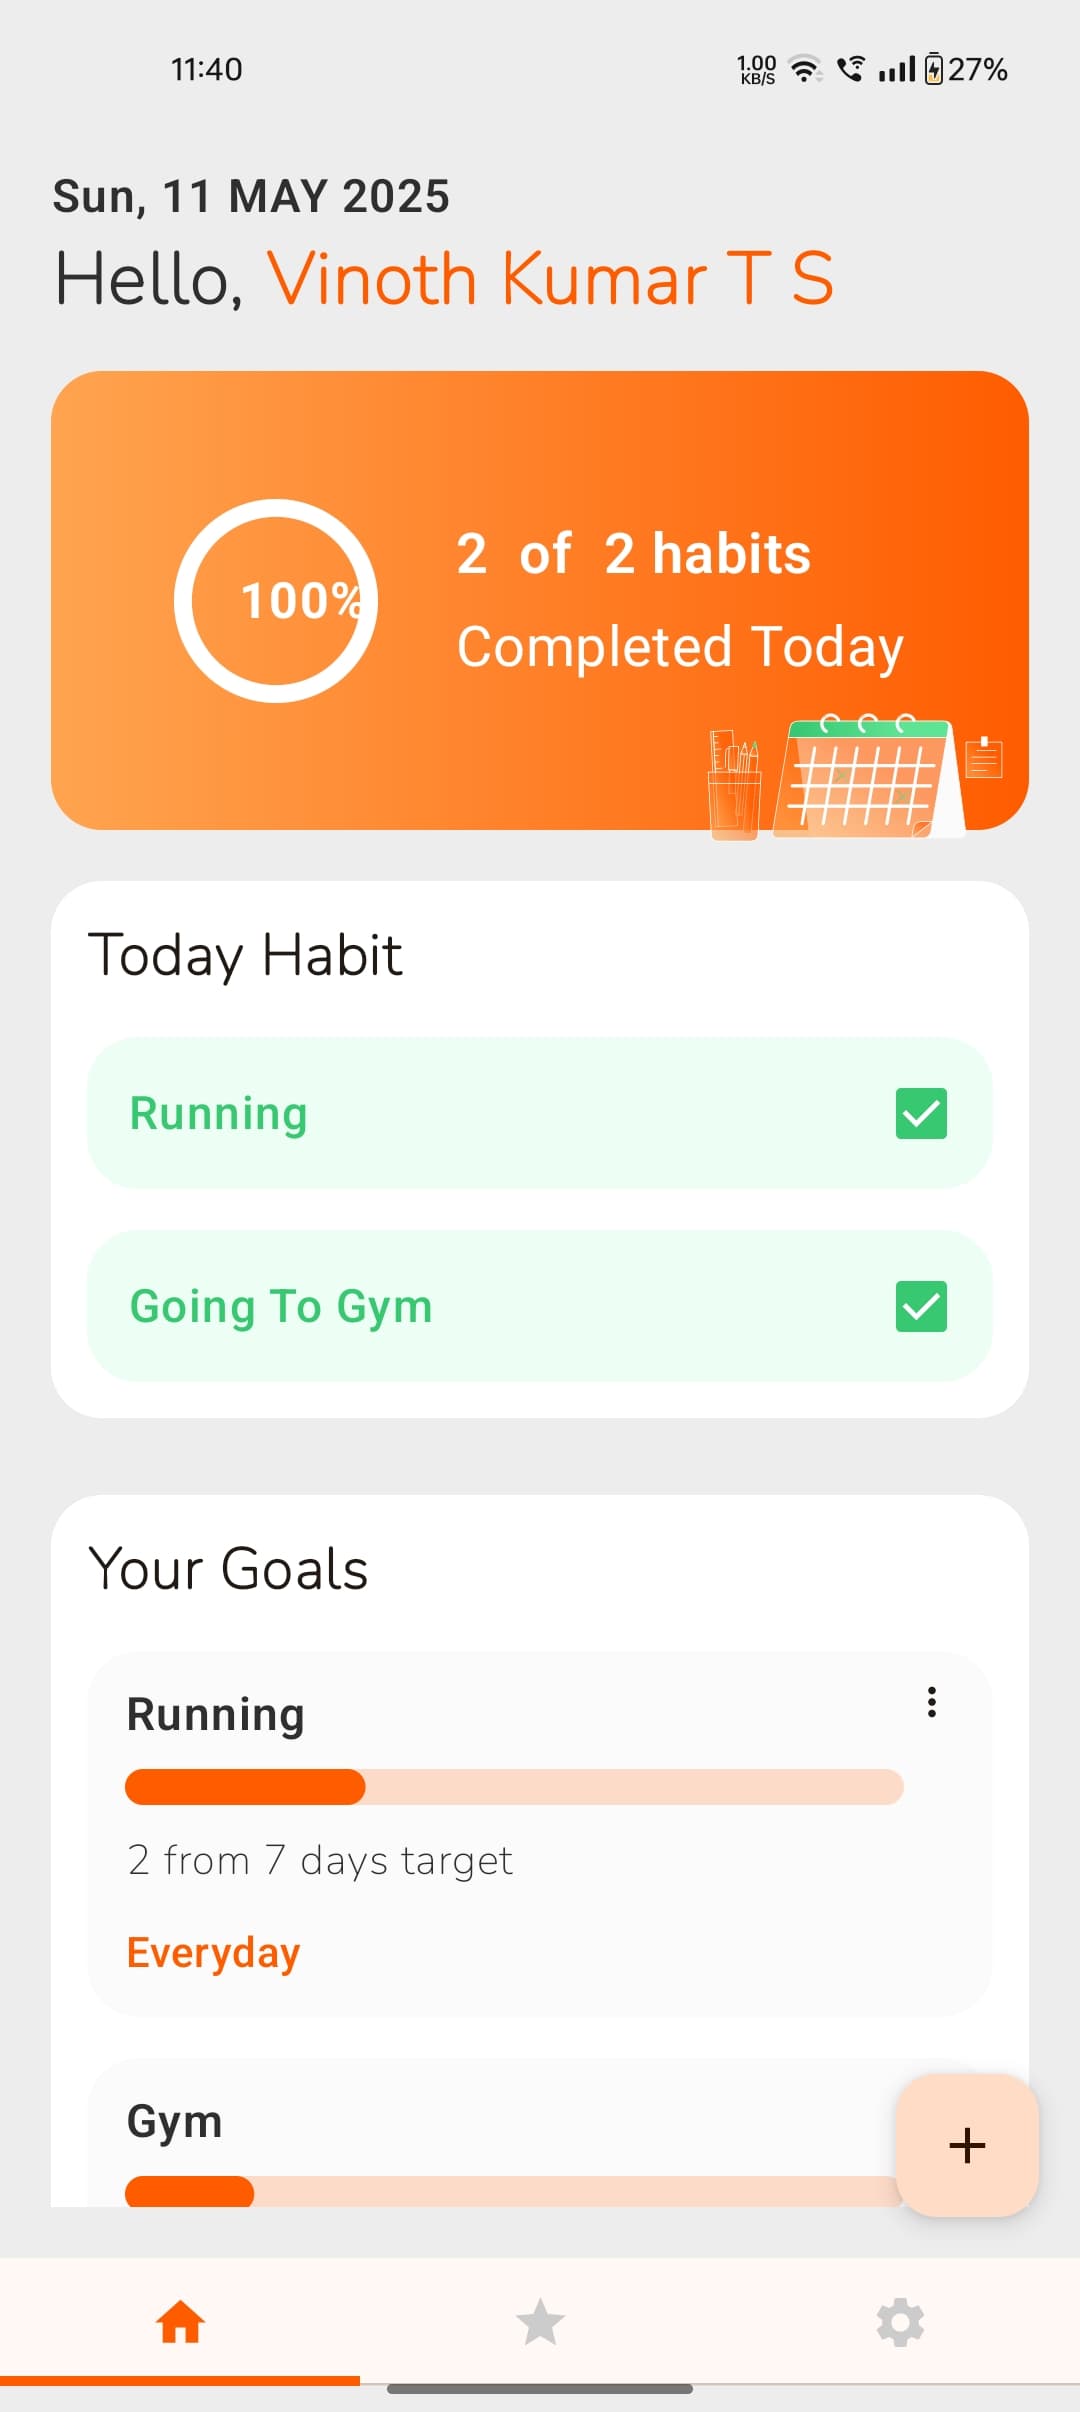 11:40
1.00
KB/S
27%
Sun, 11 MAY 2025
Hello, Vinoth Kumar T S
100%
2 of 2 habits
Completed Today
Today Habit
Running
Going To Gym
Your Goals
Running
2 from 7 days target
Everyday
Gym